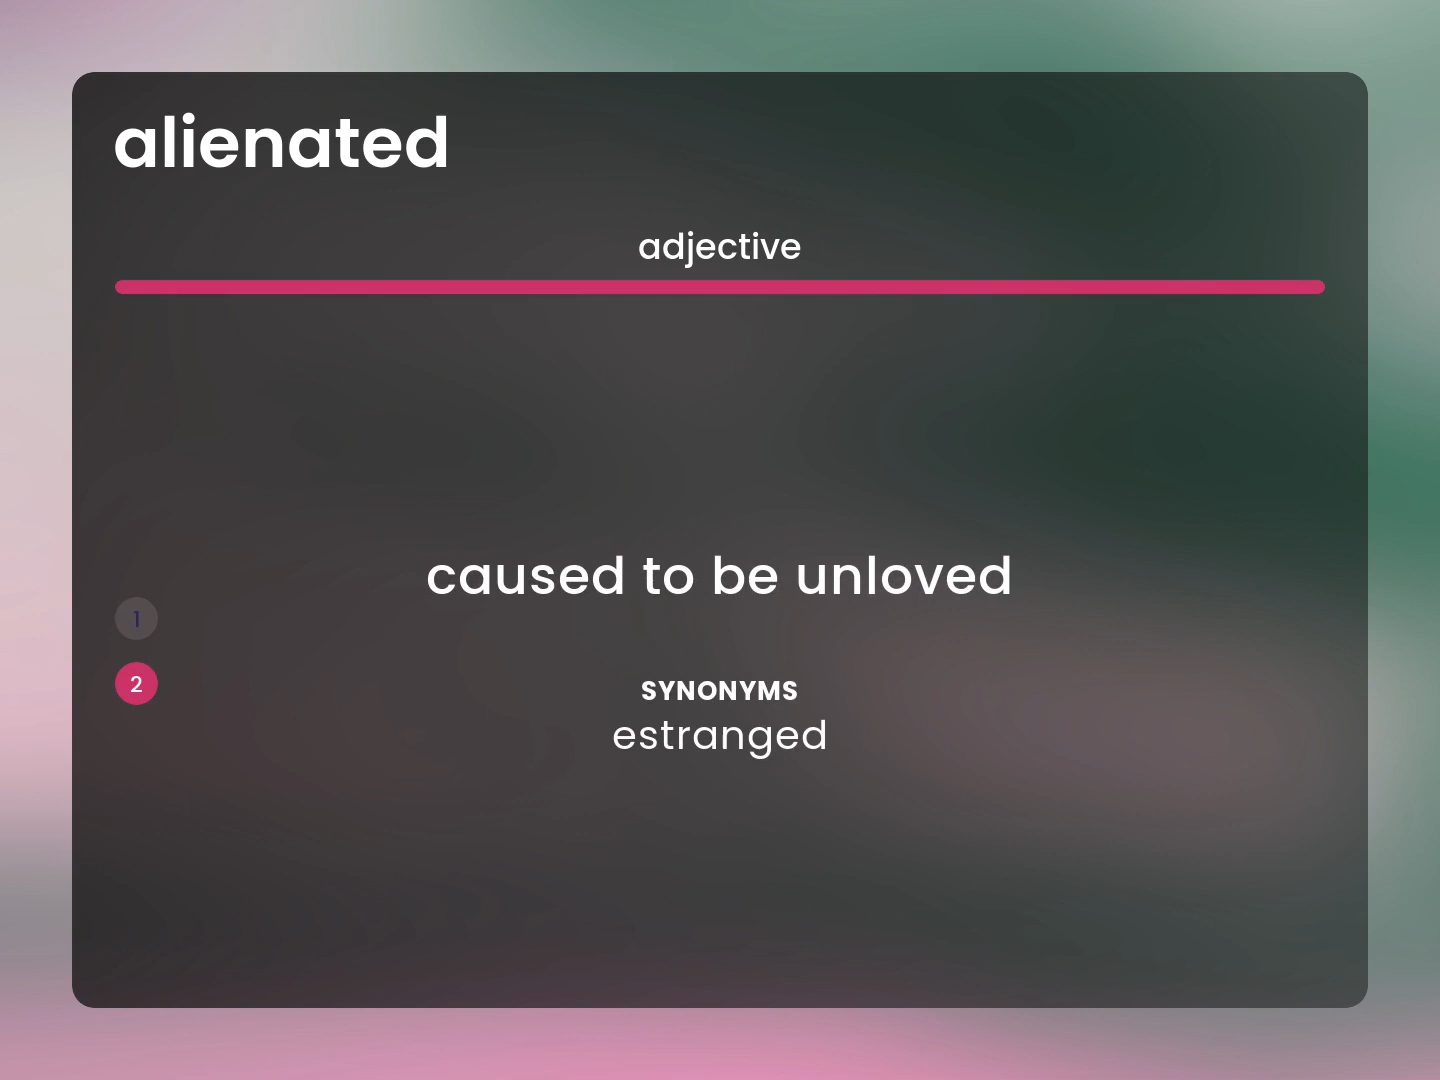 alienated
adjective
caused to be unloved
1
2
SYNONYMS
estranged